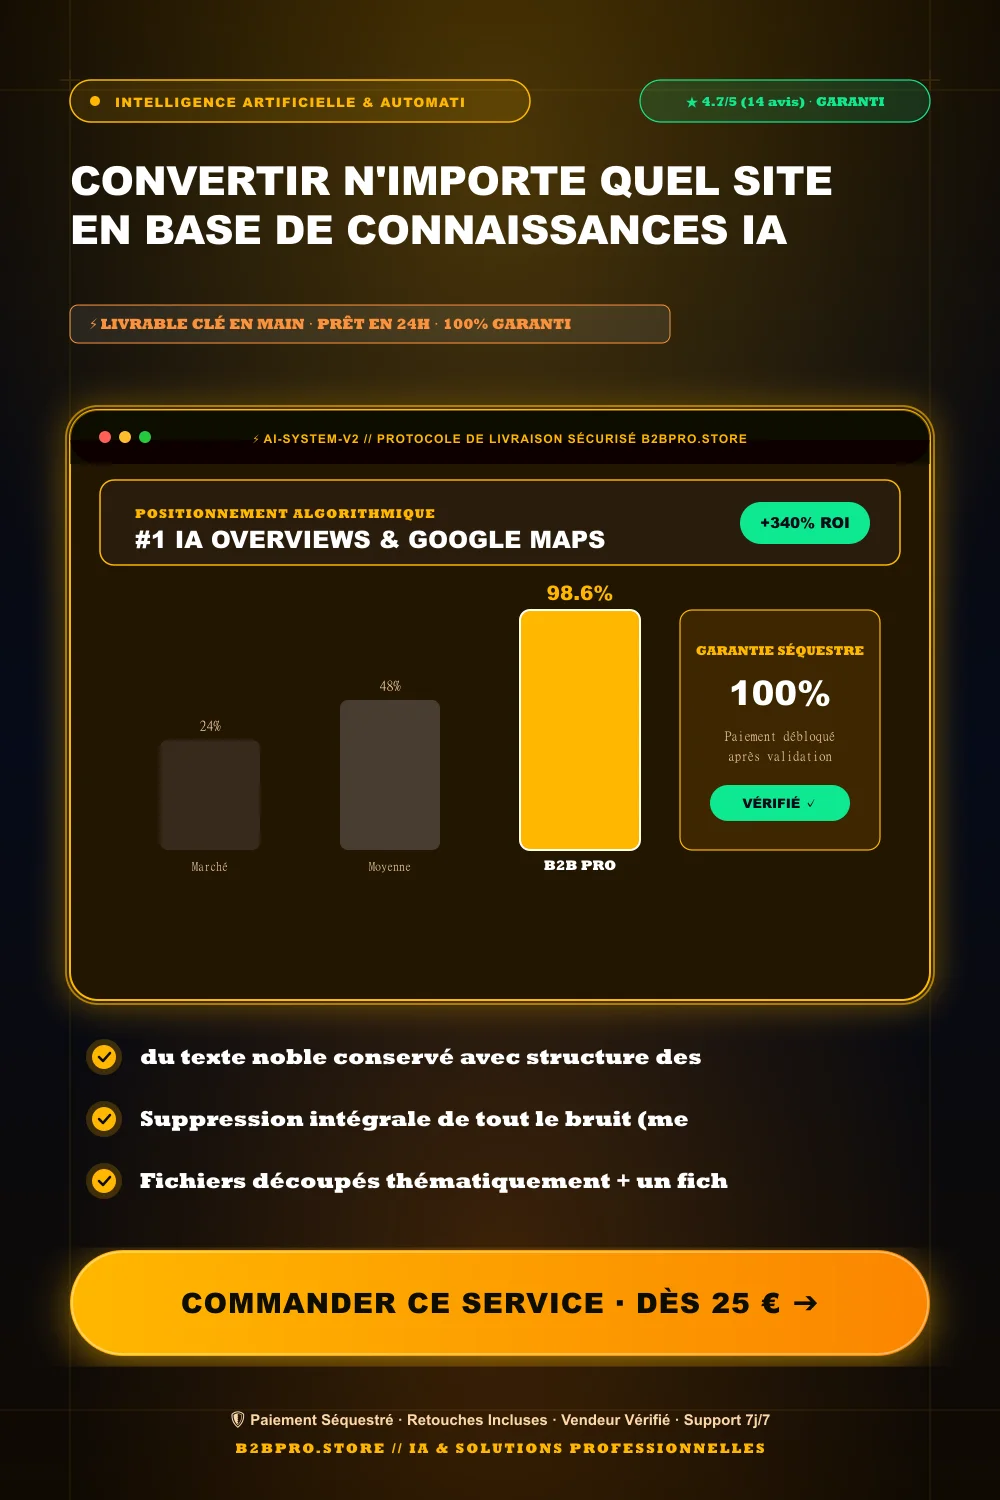 INTELLIGENCE ARTIFICIELLE & AUTOMATI
★ 4.7/5 (14 avis) · GARANTI
CONVERTIR N'IMPORTE QUEL SITE
EN BASE DE CONNAISSANCES IA
⚡ LIVRABLE CLÉ EN MAIN · PRÊT EN 24H · 100% GARANTI
⚡ AI-SYSTEM-V2 // PROTOCOLE DE LIVRAISON SÉCURISÉ B2BPRO.STORE
POSITIONNEMENT ALGORITHMIQUE
#1 IA OVERVIEWS & GOOGLE MAPS
+340% ROI
24%
Marché
48%
Moyenne
98.6%
B2B PRO
GARANTIE SÉQUESTRE
100%
Paiement débloqué
après validation
VÉRIFIÉ ✓
du texte noble conservé avec structure des
Suppression intégrale de tout le bruit (me
Fichiers découpés thématiquement + un fich
COMMANDER CE SERVICE · DÈS 25 € ➔
🛡 Paiement Séquestré · Retouches Incluses · Vendeur Vérifié · Support 7j/7
B2BPRO.STORE // IA & SOLUTIONS PROFESSIONNELLES